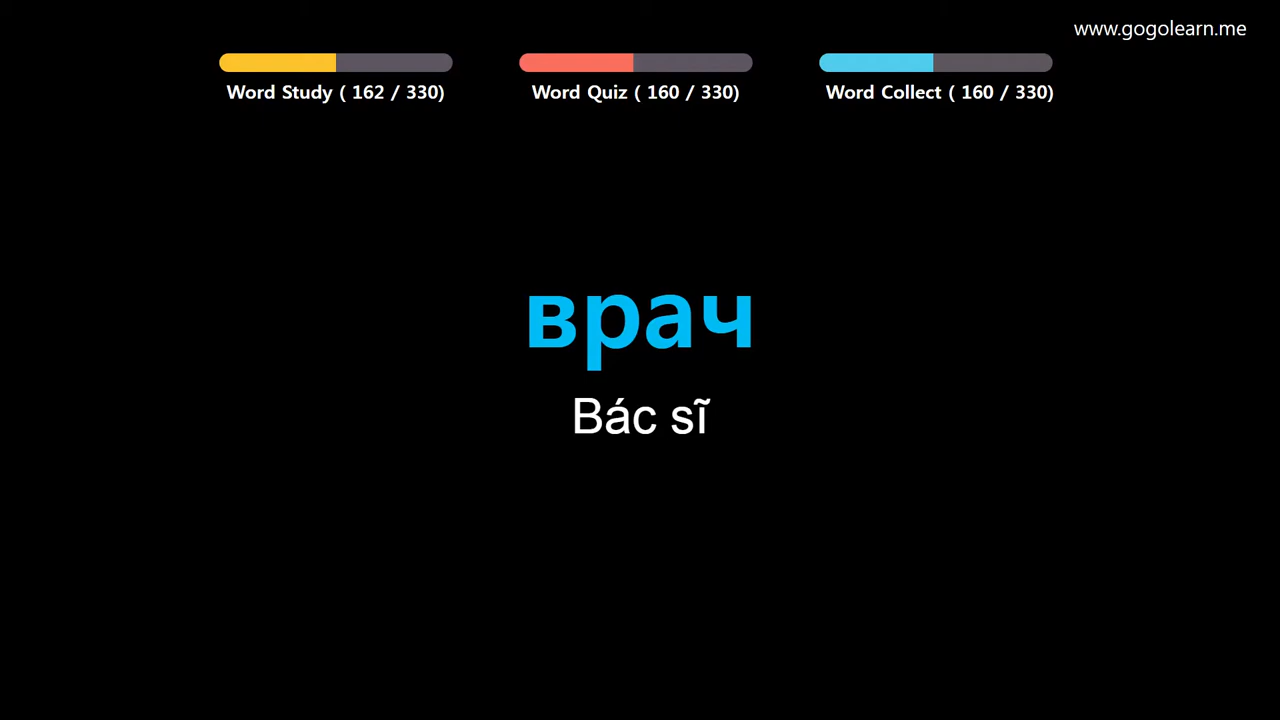 www.gogolearn.me
Word Study ( 162 / 330)
Word Quiz ( 160 / 330)
Word Collect ( 160 / 330)
врач
Bác sĩ